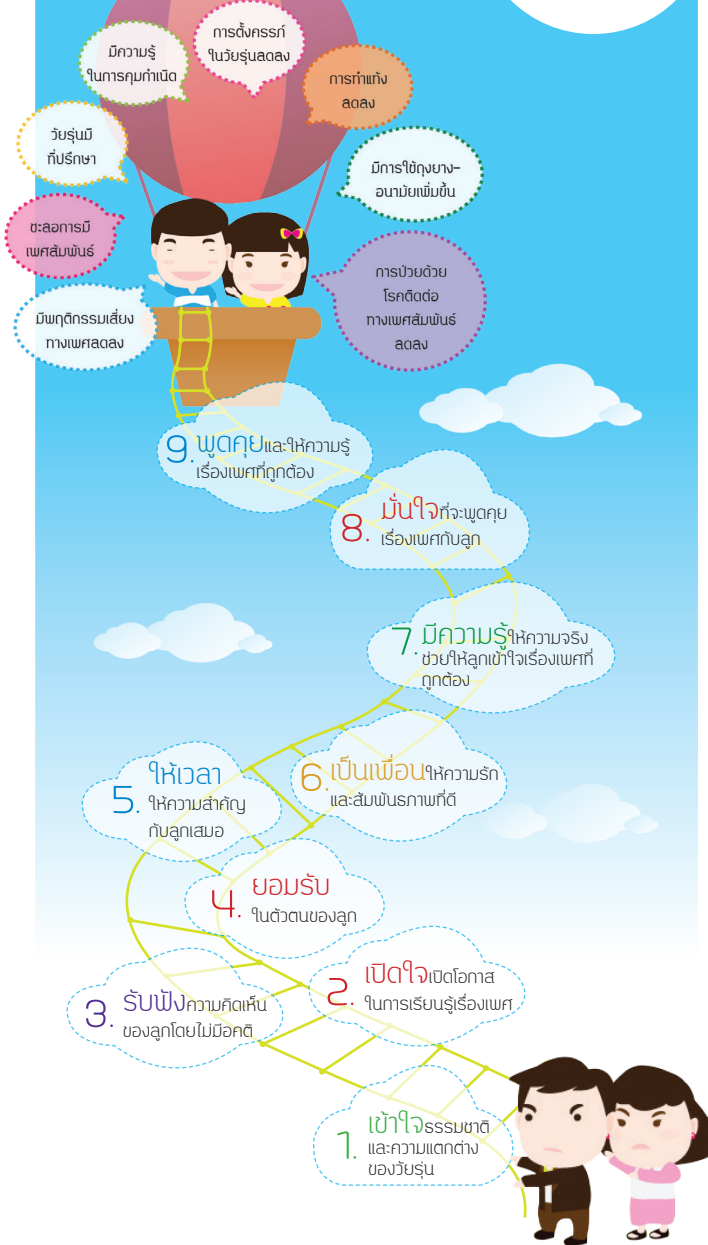 การตั้งครรภ์
ในวัยรุ่นลดลง
มีความรู้
ในการคุมกำเนิด
การทำแท้ง
ลดลง
วัยรุ่นมี
ที่ปรึกษา
มีการใช้ถุงยาง-
อนามัยเพิ่มขึ้น
ชะลอการมี
เพศสัมพันธ์
การป่วยด้วย
โรคติดต่อ
ทางเพศสัมพันธ์
ลดลง
มีพฤติกรรมเสี่ยง
ทางเพศลดลง
9. พูดคุยและให้ความรู้
เรื่องเพศที่ถูกต้อง
8. มั่นใจที่จะพูดคุย
เรื่องเพศกับลูก
7. มีความรู้ให้ความจริง
ช่วยให้ลูกเข้าใจเรื่องเพศที่
ถูกต้อง
6. เป็นเพื่อนให้ความรัก
และสัมพันธภาพที่ดี
5. ให้เวลา
ให้ความสำคัญ
กับลูกเสมอ
4. ยอมรับ
ในตัวตนของลูก
3. รับฟังความคิดเห็น
ของลูกโดยไม่มีอคติ
2. เปิดใจเปิดโอกาส
ในการเรียนรู้เรื่องเพศ
1. เข้าใจธรรมชาติ
และความแตกต่าง
ของวัยรุ่น